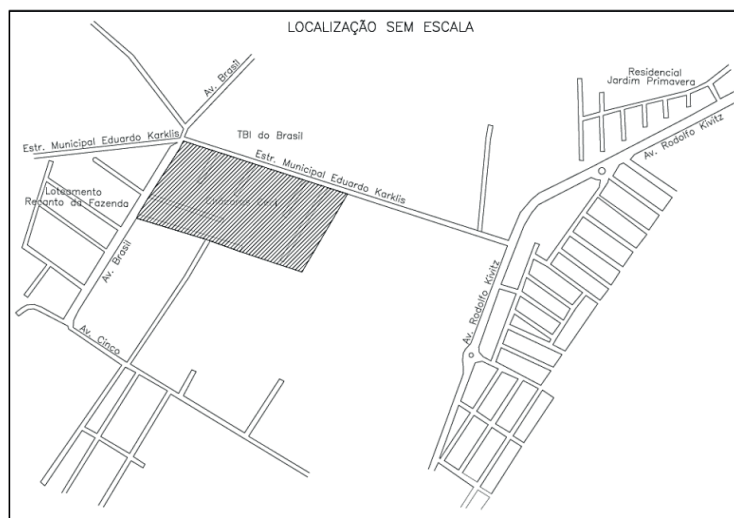 LOCALIZAÇÃO SEM ESCALA
Av. Brasil
Residencial
Jardim Primavera
Estr. Municipal Eduardo Karklis
TBI do Brasil
Estr. Municipal Eduardo Karklis
Av. Rodolfo Kivitz
Loteamento
Recanto da Fazenda
Chácaras
Av. Brasil
Av. Rodolfo Kivitz
Av. Cinco